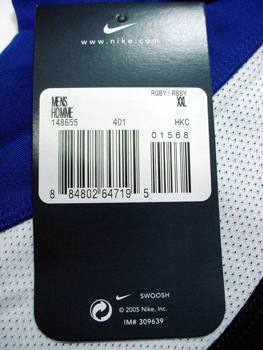 www.nike.com
MENS RGBY / RBBY
HOMME XXL
148655 401 HKC
01568
8 84802 64719 5
SWOOSH
© 2005 Nike, Inc.
IM# 309639